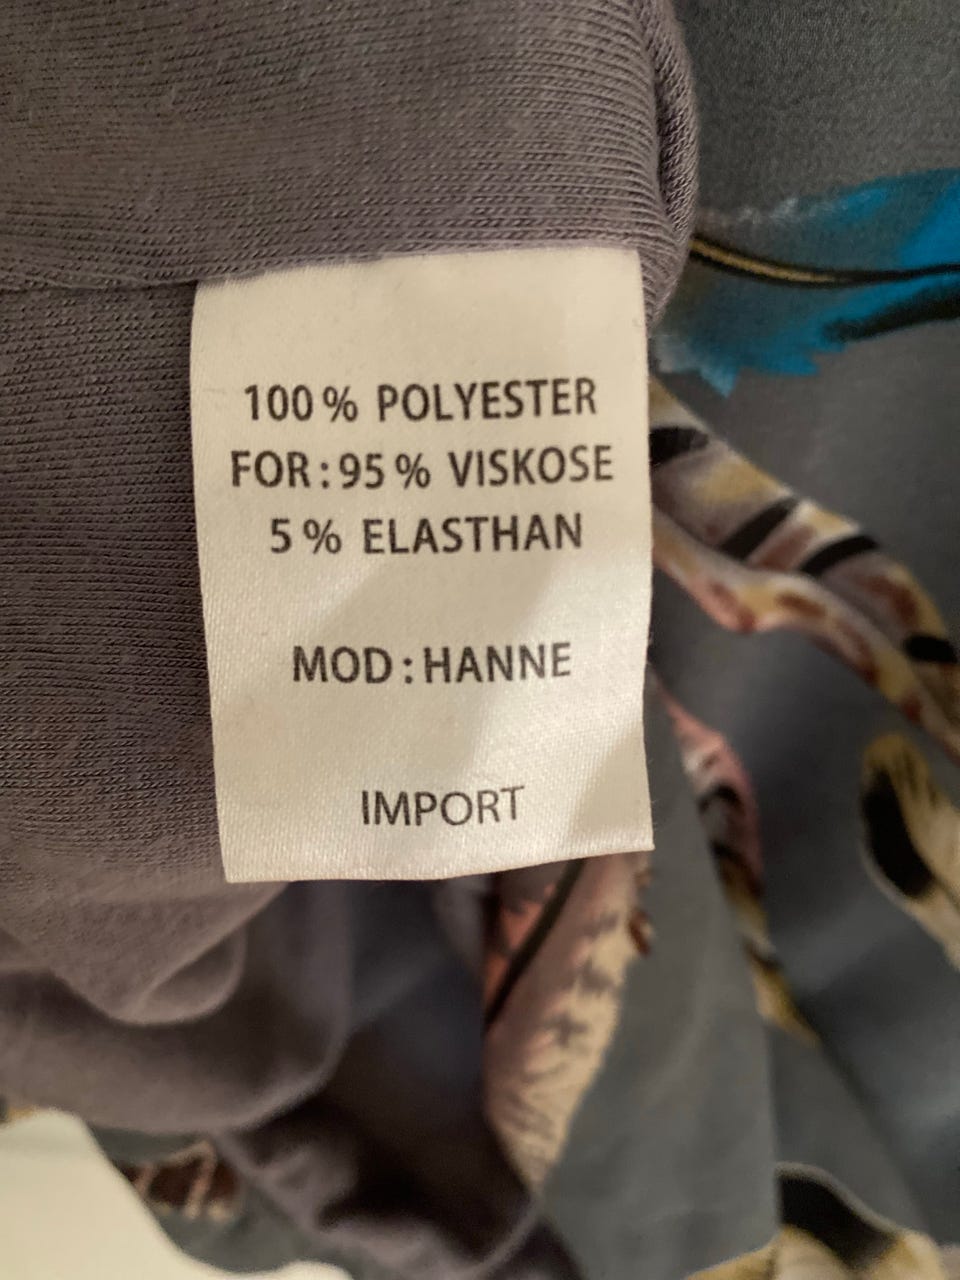 100% POLYESTER
FOR: 95% VISKOSE
5% ELASTHAN
MOD: HANNE
IMPORT